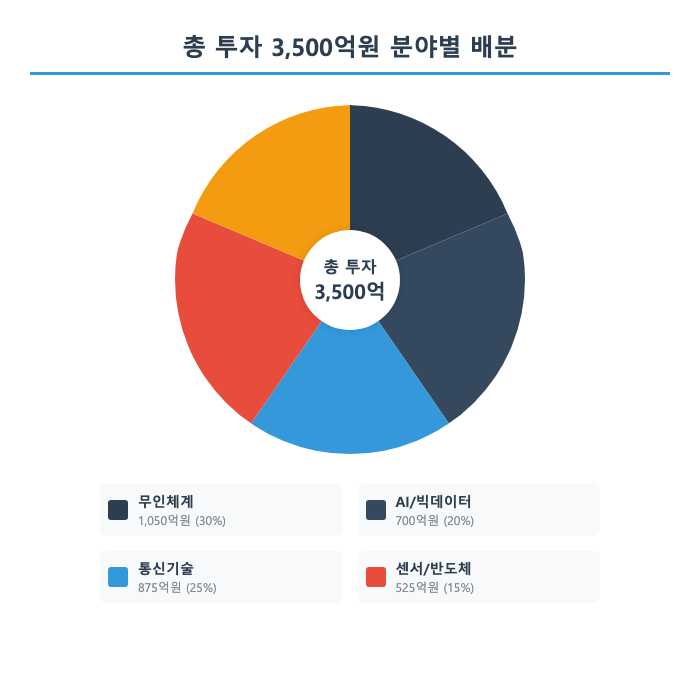 총 투자 3,500억원 분야별 배분
총 투자
3,500억
무인체계
1,050억원 (30%)
AI/빅데이터
700억원 (20%)
통신기술
875억원 (25%)
센서/반도체
525억원 (15%)